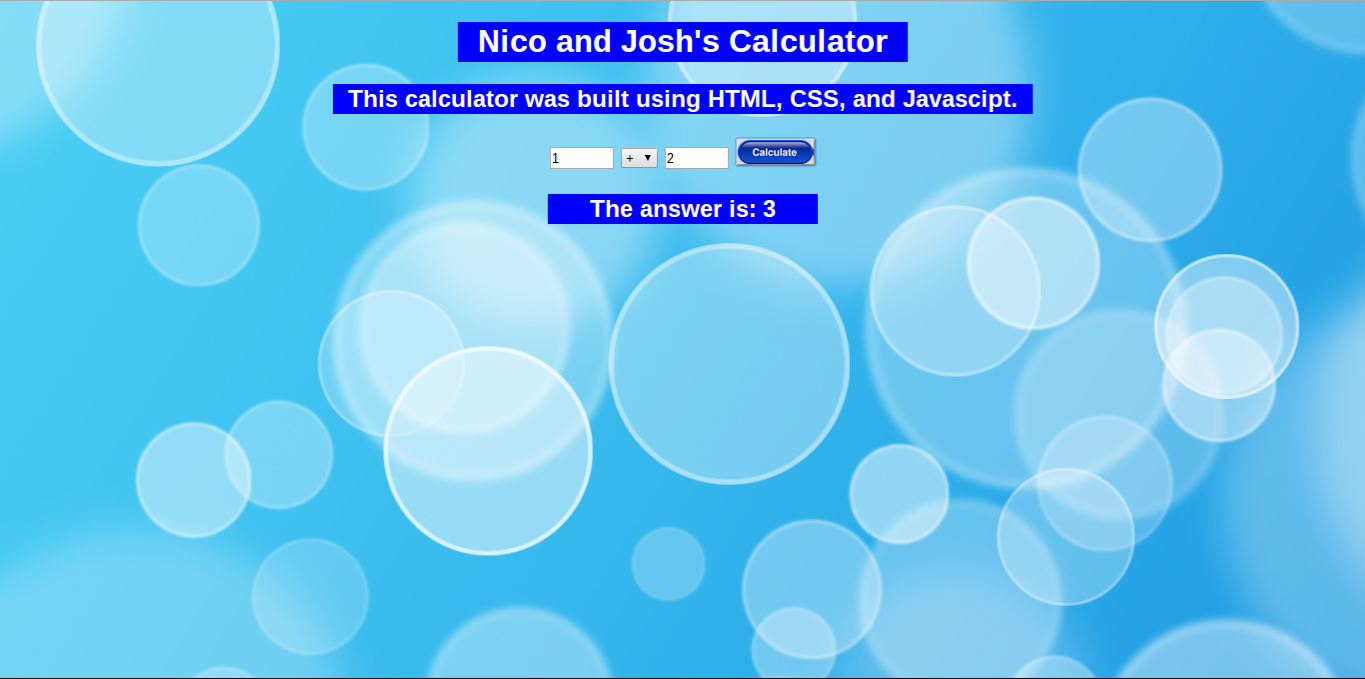 Nico and Josh's Calculator
This calculator was built using HTML, CSS, and Javascipt.
1 + 2 Calculate
The answer is: 3